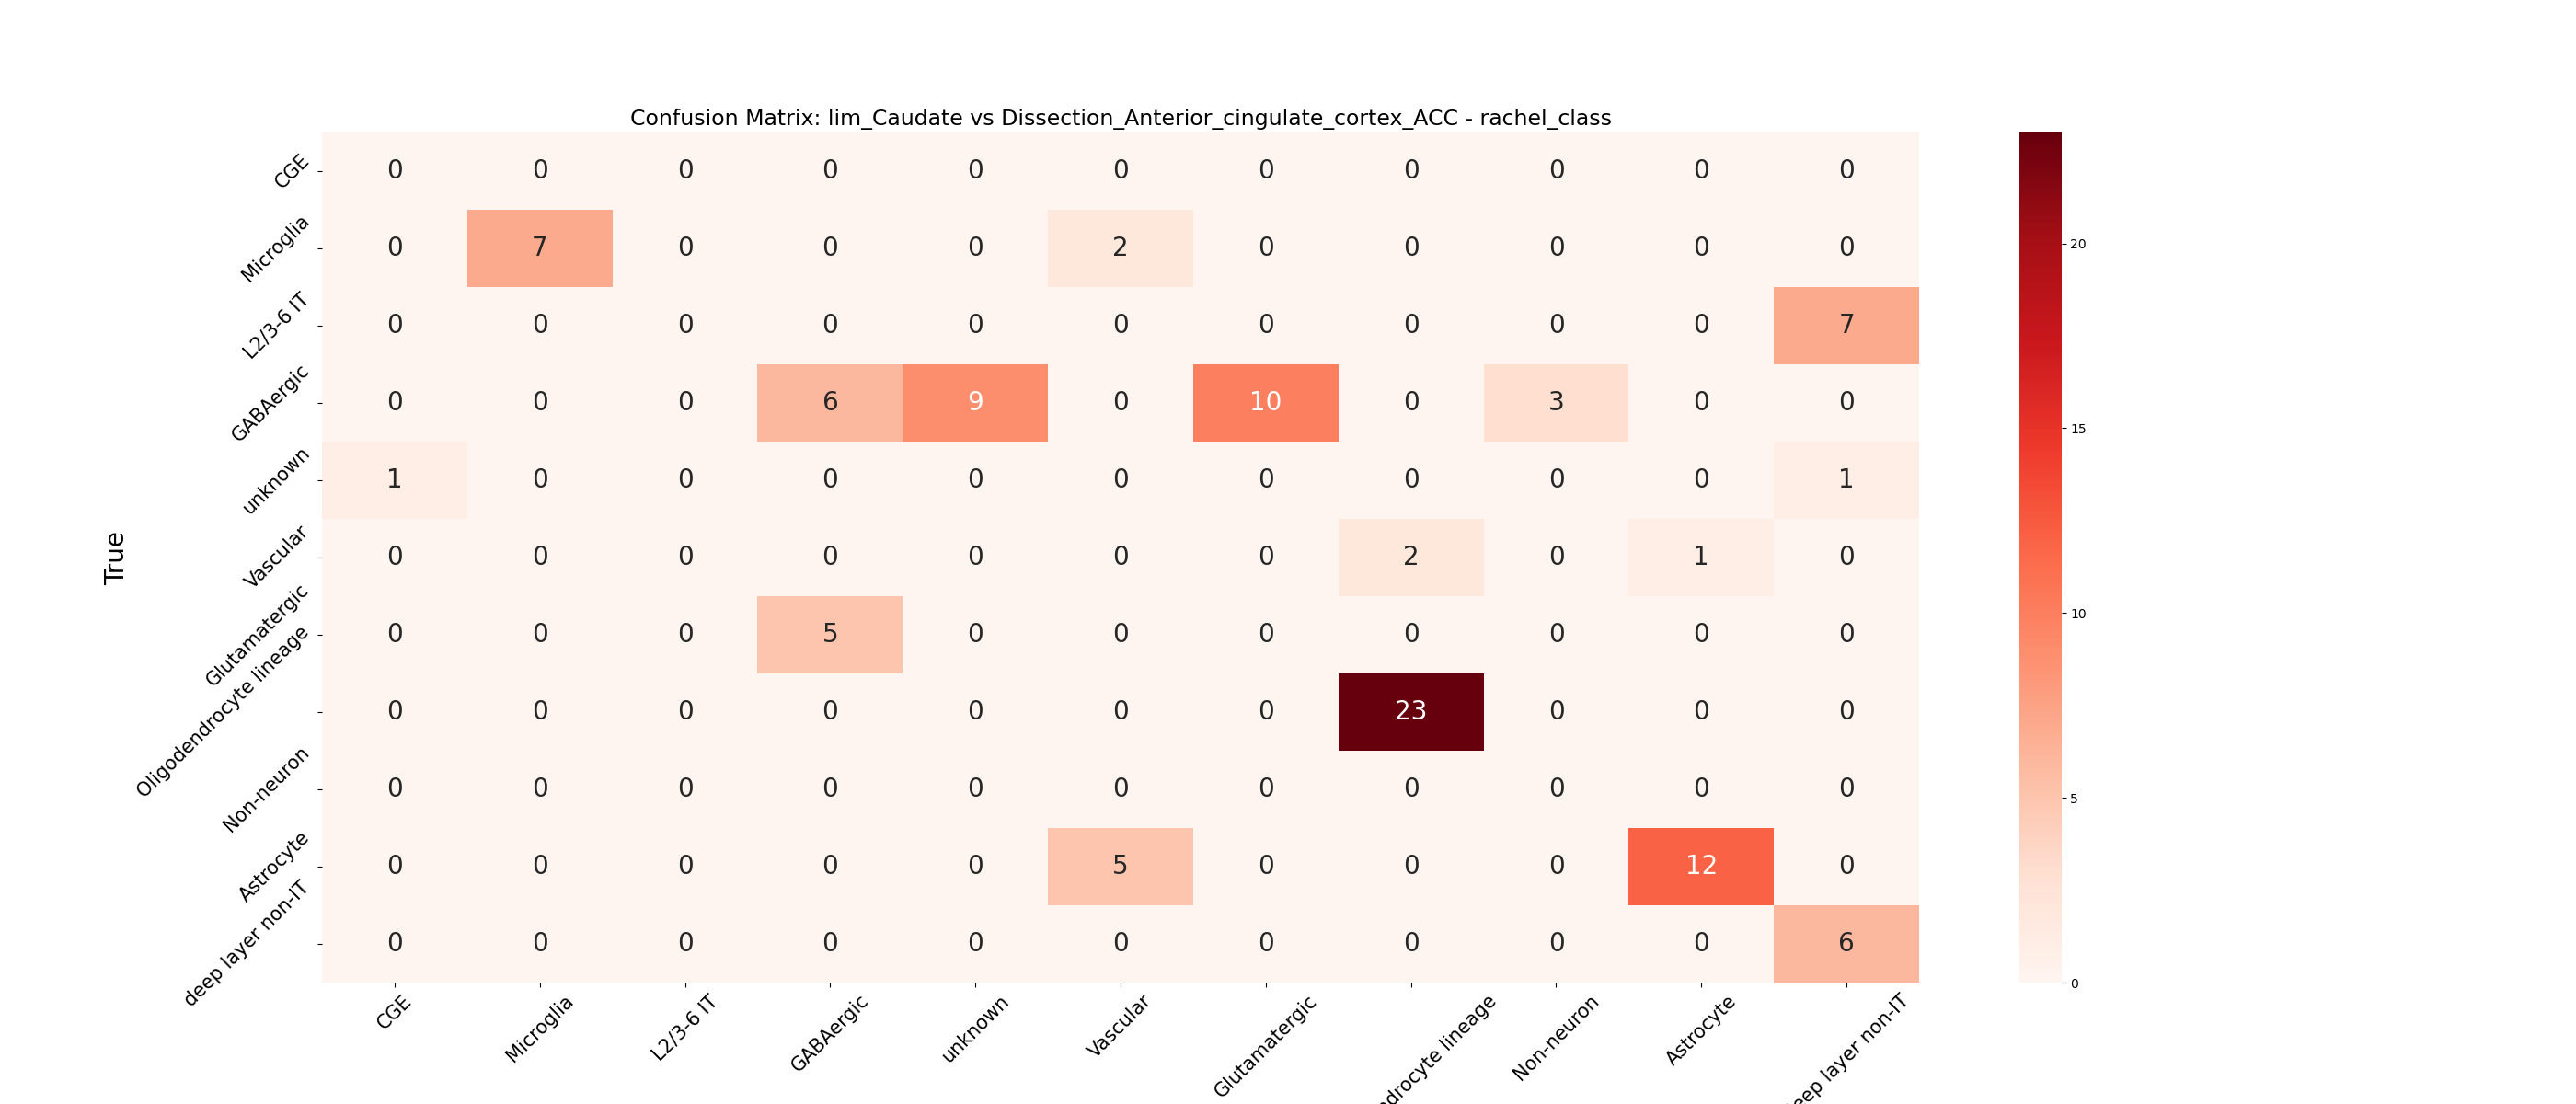 Confusion Matrix: lim_Caudate vs Dissection_Anterior_cingulate_cortex_ACC - rachel_class
True
CGE 0 0 0 0 0 0 0 0 0 0 0
Microglia 0 7 0 0 0 2 0 0 0 0 0
L2/3-6 IT 0 0 0 0 0 0 0 0 0 0 7
GABAergic 0 0 0 6 9 0 10 0 3 0 0
unknown 1 0 0 0 0 0 0 0 0 0 1
Vascular 0 0 0 0 0 0 0 2 0 1 0
Glutamatergic 0 0 0 5 0 0 0 0 0 0 0
Oligodendrocyte lineage 0 0 0 0 0 0 0 23 0 0 0
Non-neuron 0 0 0 0 0 0 0 0 0 0 0
Astrocyte 0 0 0 0 0 5 0 0 0 12 0
deep layer non-IT 0 0 0 0 0 0 0 0 0 0 6
CGE Microglia L2/3-6 IT GABAergic unknown Vascular Glutamatergic lineage Non-neuron Astrocyte layer non-IT
20
15
10
5
0